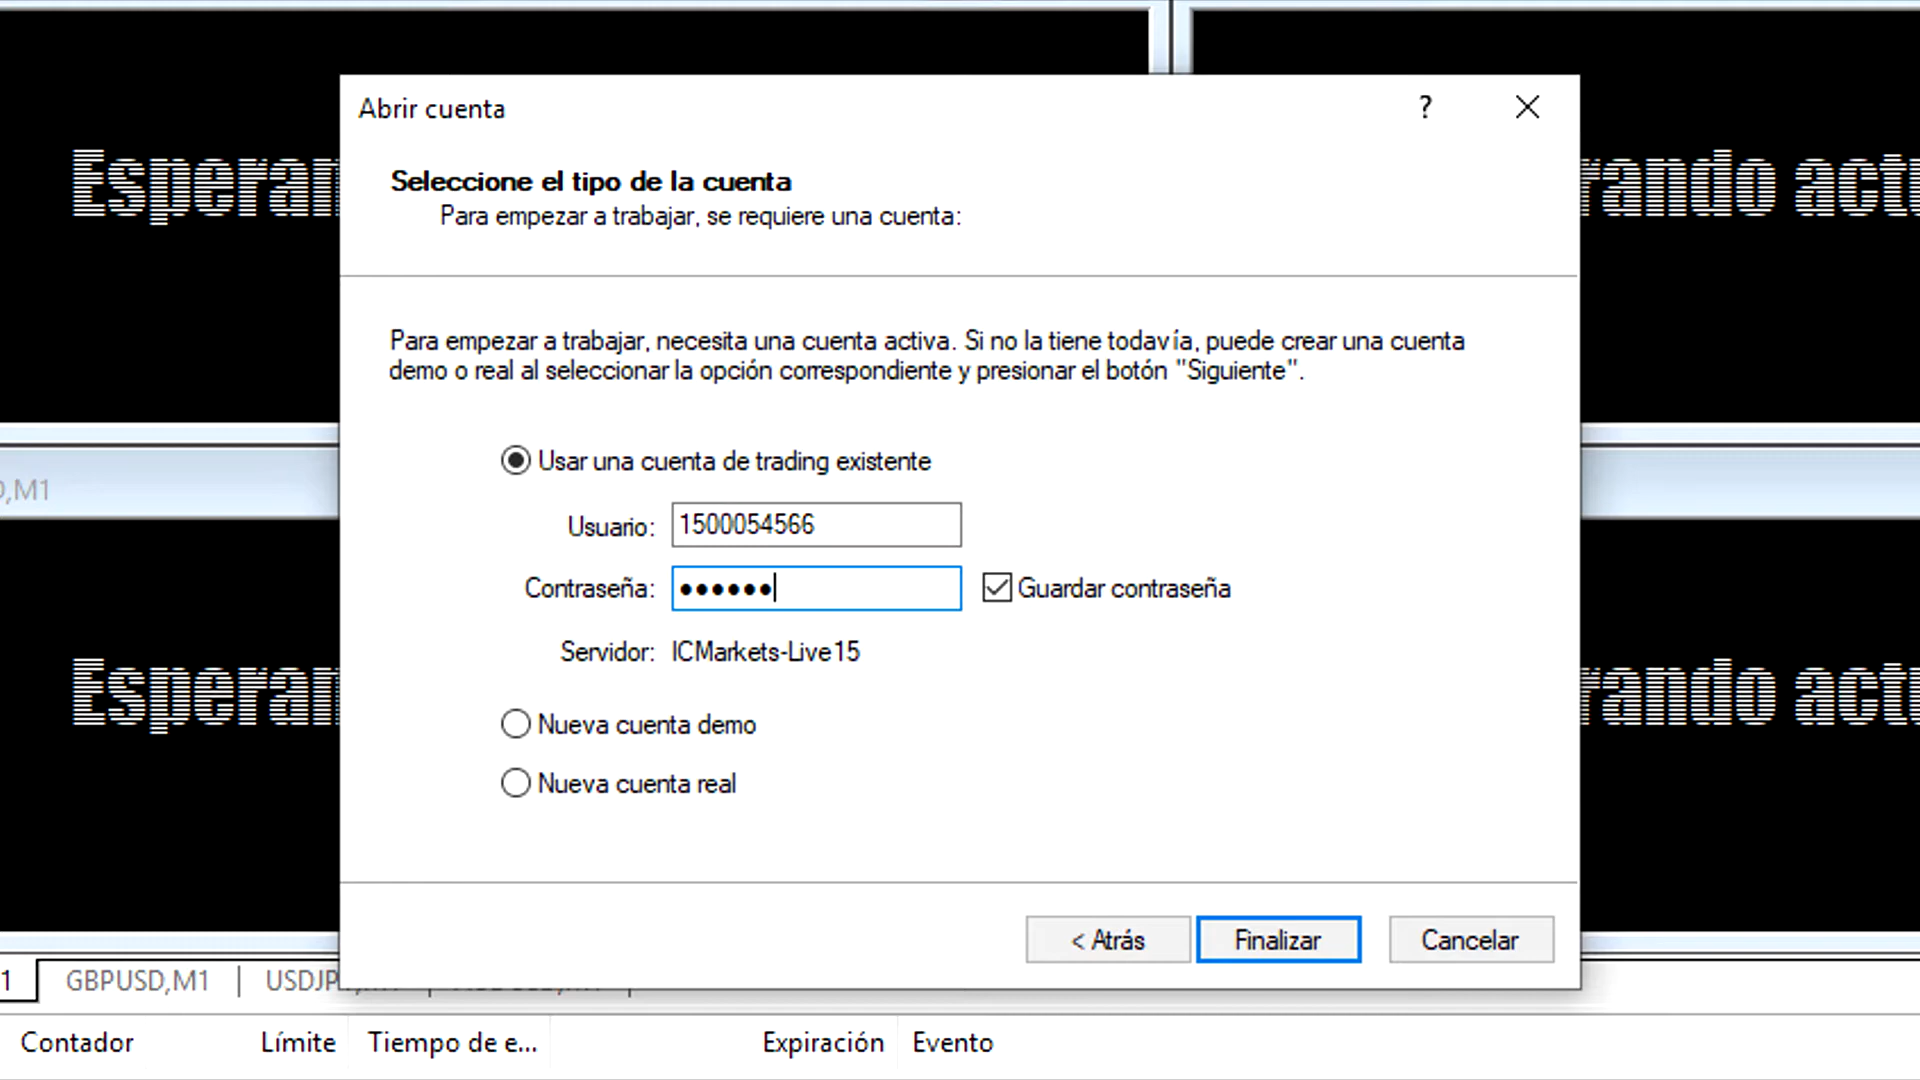 Abrir cuenta
Seleccione el tipo de la cuenta
Para empezar a trabajar, se requiere una cuenta:
Para empezar a trabajar, necesita una cuenta activa. Si no la tiene todavía, puede crear una cuenta
demo o real al seleccionar la opción correspondiente y presionar el botón "Siguiente".
Usar una cuenta de trading existente
Usuario: 1500054566
Contraseña: ●●●●●● Guardar contraseña
Servidor: ICMarkets-Live15
Nueva cuenta demo
Nueva cuenta real
< Atrás Finalizar Cancelar
Esperan
rando actu
D,M1
Esperan
rando actu
1 GBPUSD,M1 | USDJP
Contador Límite Tiempo de e... Expiración Evento